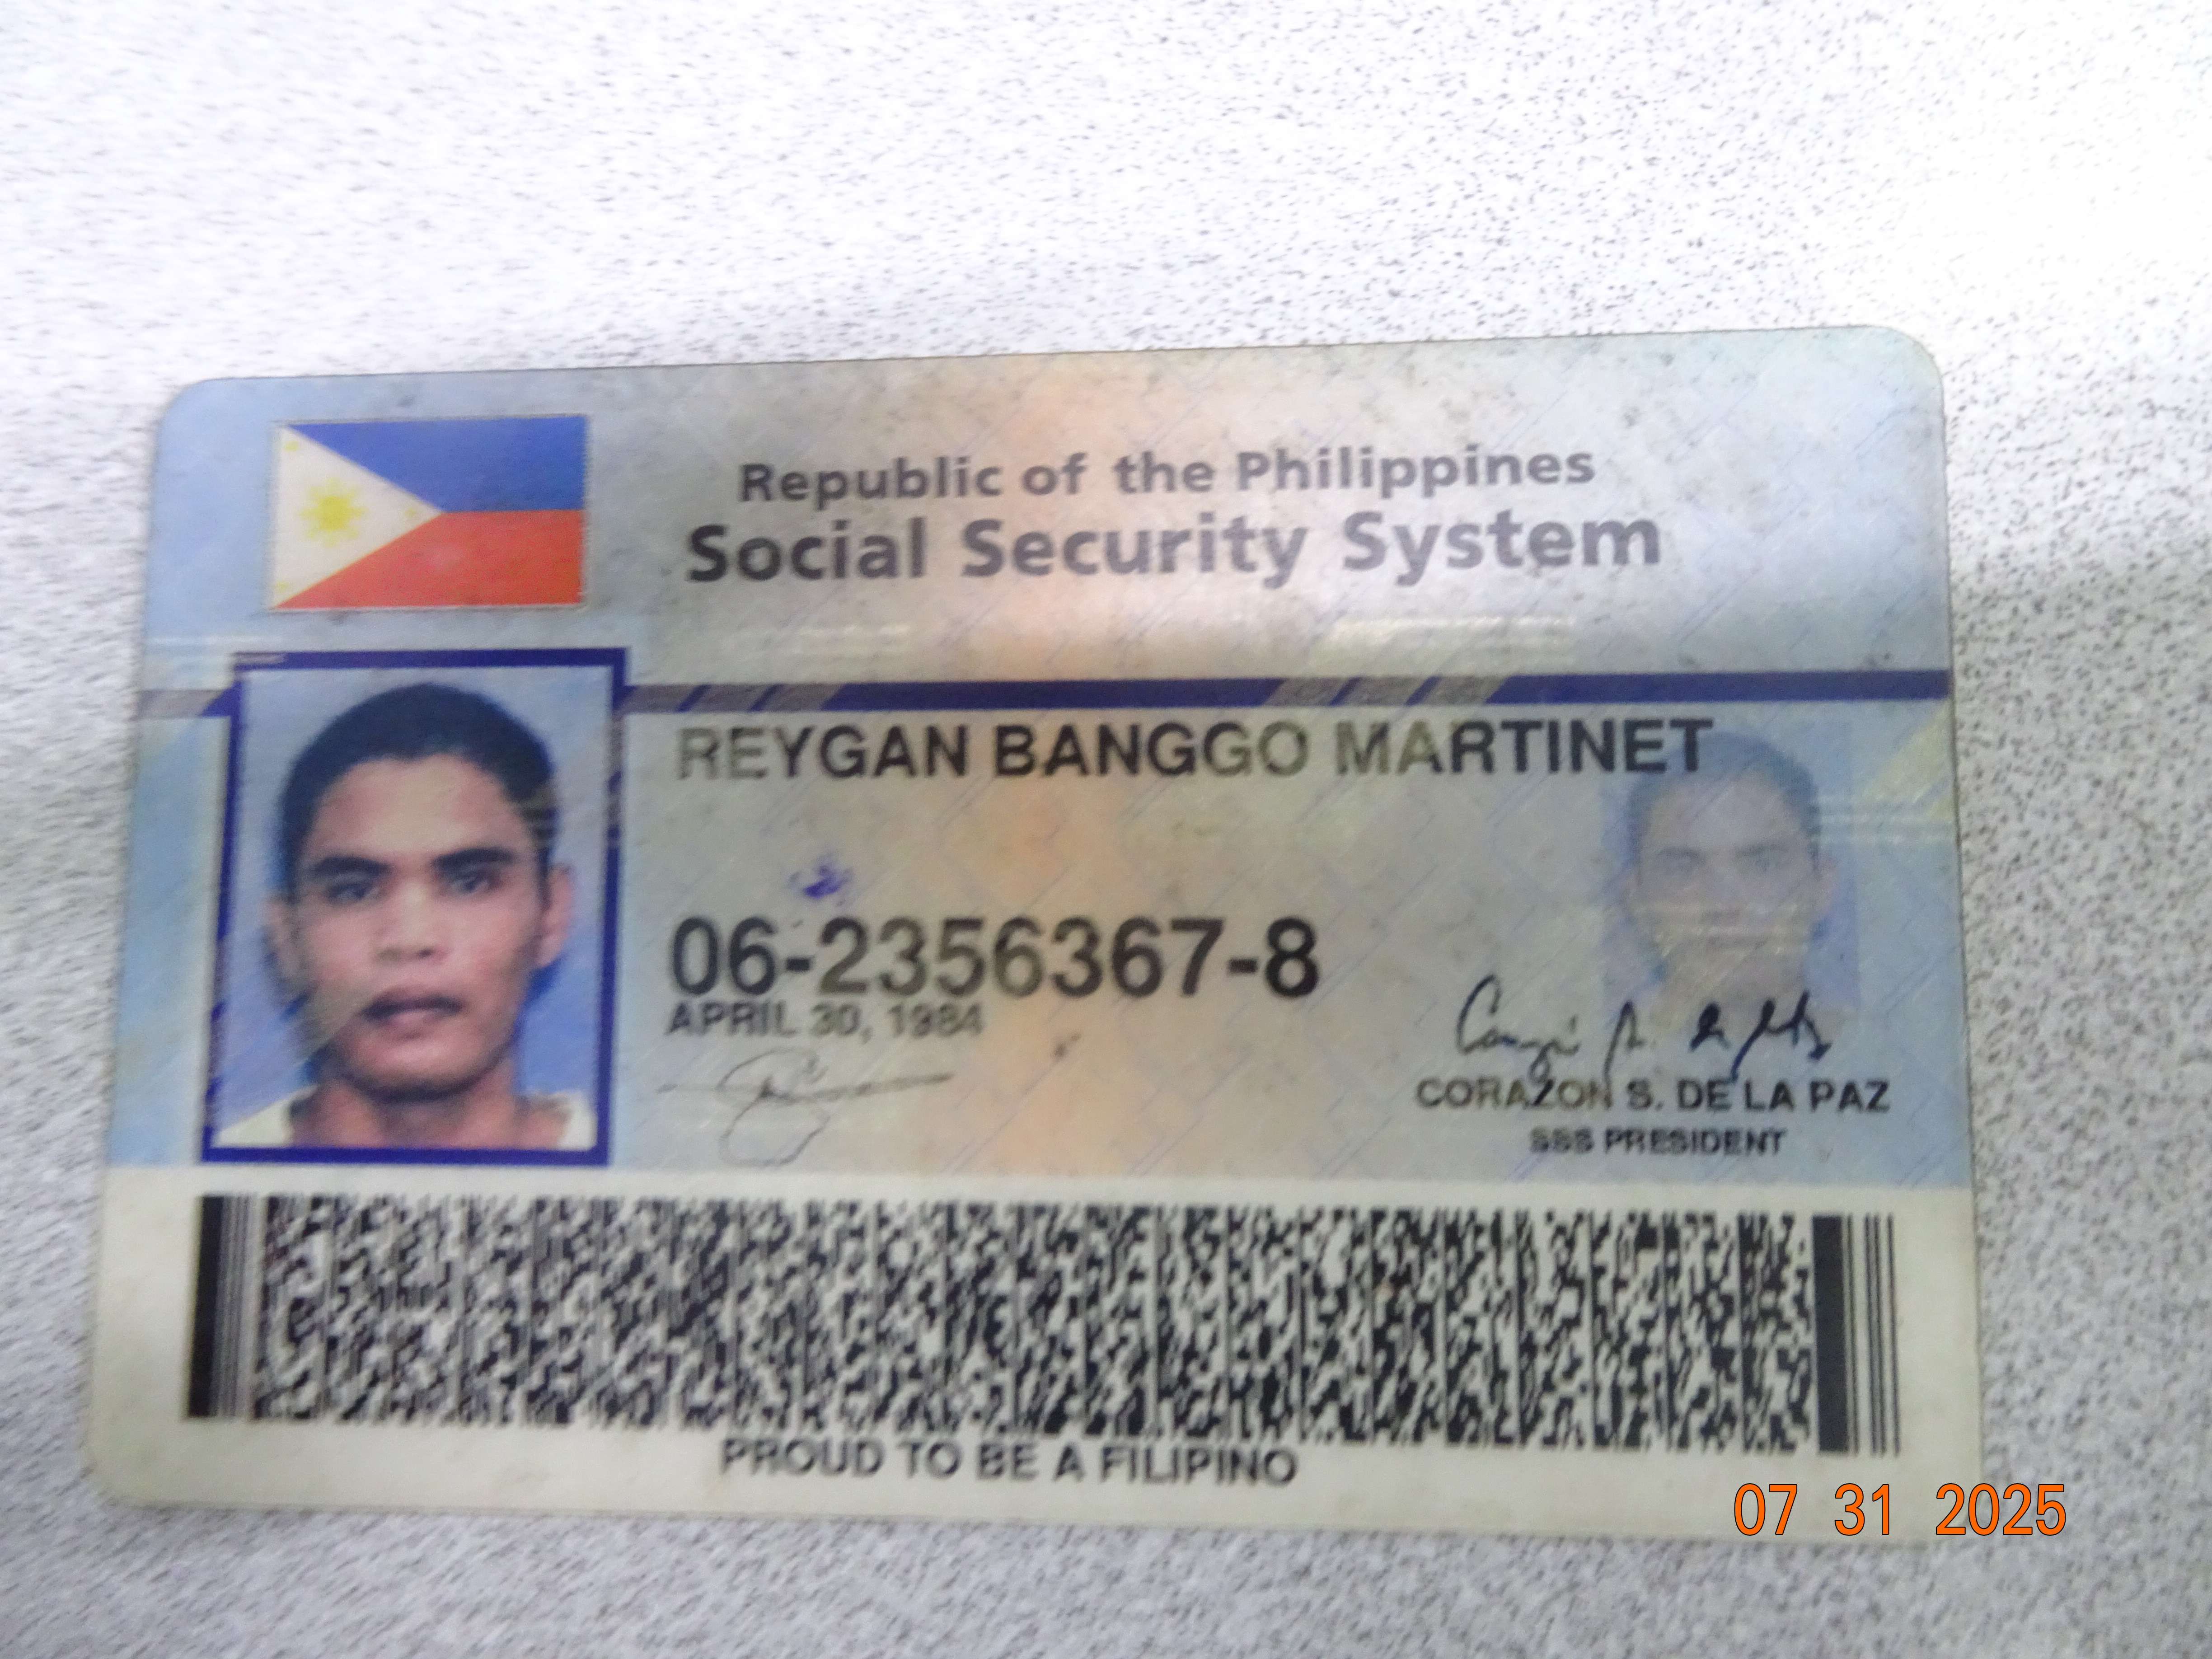 Republic of the Philippines
Social Security System
REYGAN BANGGO MARTINET
06-2356367-8
APRIL 30, 1984
CORAZON S. DE LA PAZ
SSS PRESIDENT
PROUD TO BE A FILIPINO
07 31 2025